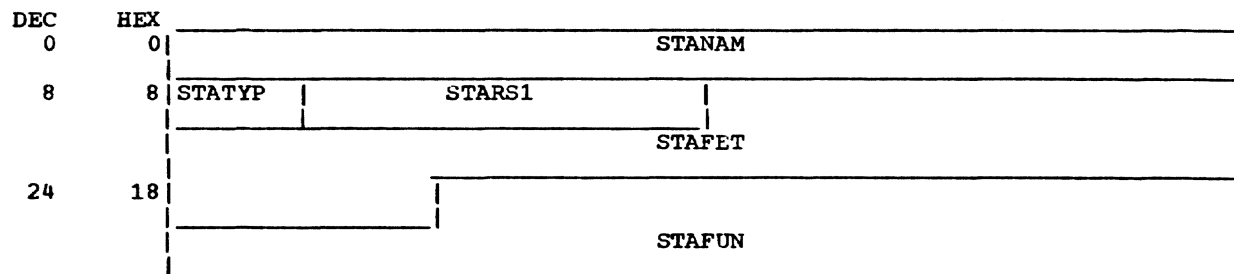 DEC HEX
0 0 STANAM
8 8 STATYP STARS1
STAFET
24 18
STAFUN